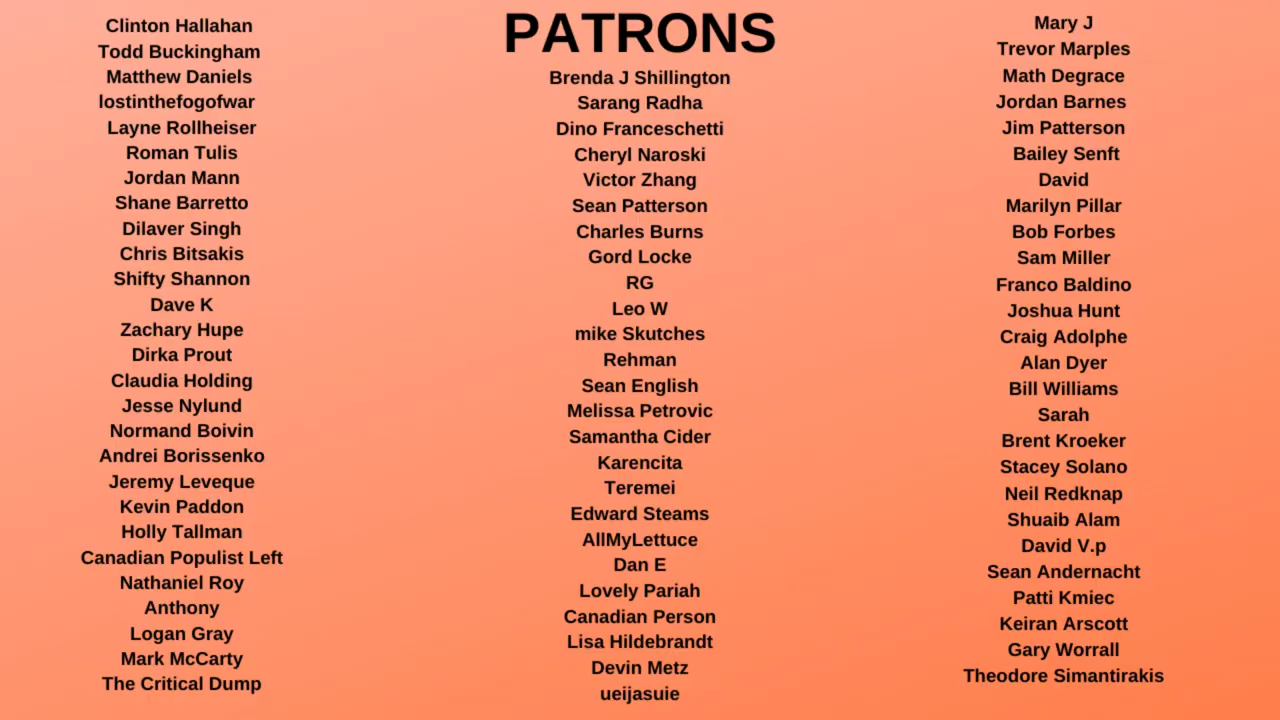 PATRONS
Clinton Hallahan
Todd Buckingham
Matthew Daniels
lostinthefogofwar
Layne Rollheiser
Roman Tulis
Jordan Mann
Shane Barretto
Dilaver Singh
Chris Bitsakis
Shifty Shannon
Dave K
Zachary Hupe
Dirka Prout
Claudia Holding
Jesse Nylund
Normand Boivin
Andrei Borissenko
Jeremy Leveque
Kevin Paddon
Holly Tallman
Canadian Populist Left
Nathaniel Roy
Anthony
Logan Gray
Mark McCarty
The Critical Dump
Brenda J Shillington
Sarang Radha
Dino Franceschetti
Cheryl Naroski
Victor Zhang
Sean Patterson
Charles Burns
Gord Locke
RG
Leo W
mike Skutches
Rehman
Sean English
Melissa Petrovic
Samantha Cider
Karencita
Teremei
Edward Steams
AllMyLettuce
Dan E
Lovely Pariah
Canadian Person
Lisa Hildebrandt
Devin Metz
ueijasuie
Mary J
Trevor Marples
Math Degrace
Jordan Barnes
Jim Patterson
Bailey Senft
David
Marilyn Pillar
Bob Forbes
Sam Miller
Franco Baldino
Joshua Hunt
Craig Adolphe
Alan Dyer
Bill Williams
Sarah
Brent Kroeker
Stacey Solano
Neil Redknap
Shuaib Alam
David V.p
Sean Andernacht
Patti Kmiec
Keiran Arscott
Gary Worrall
Theodore Simantirakis